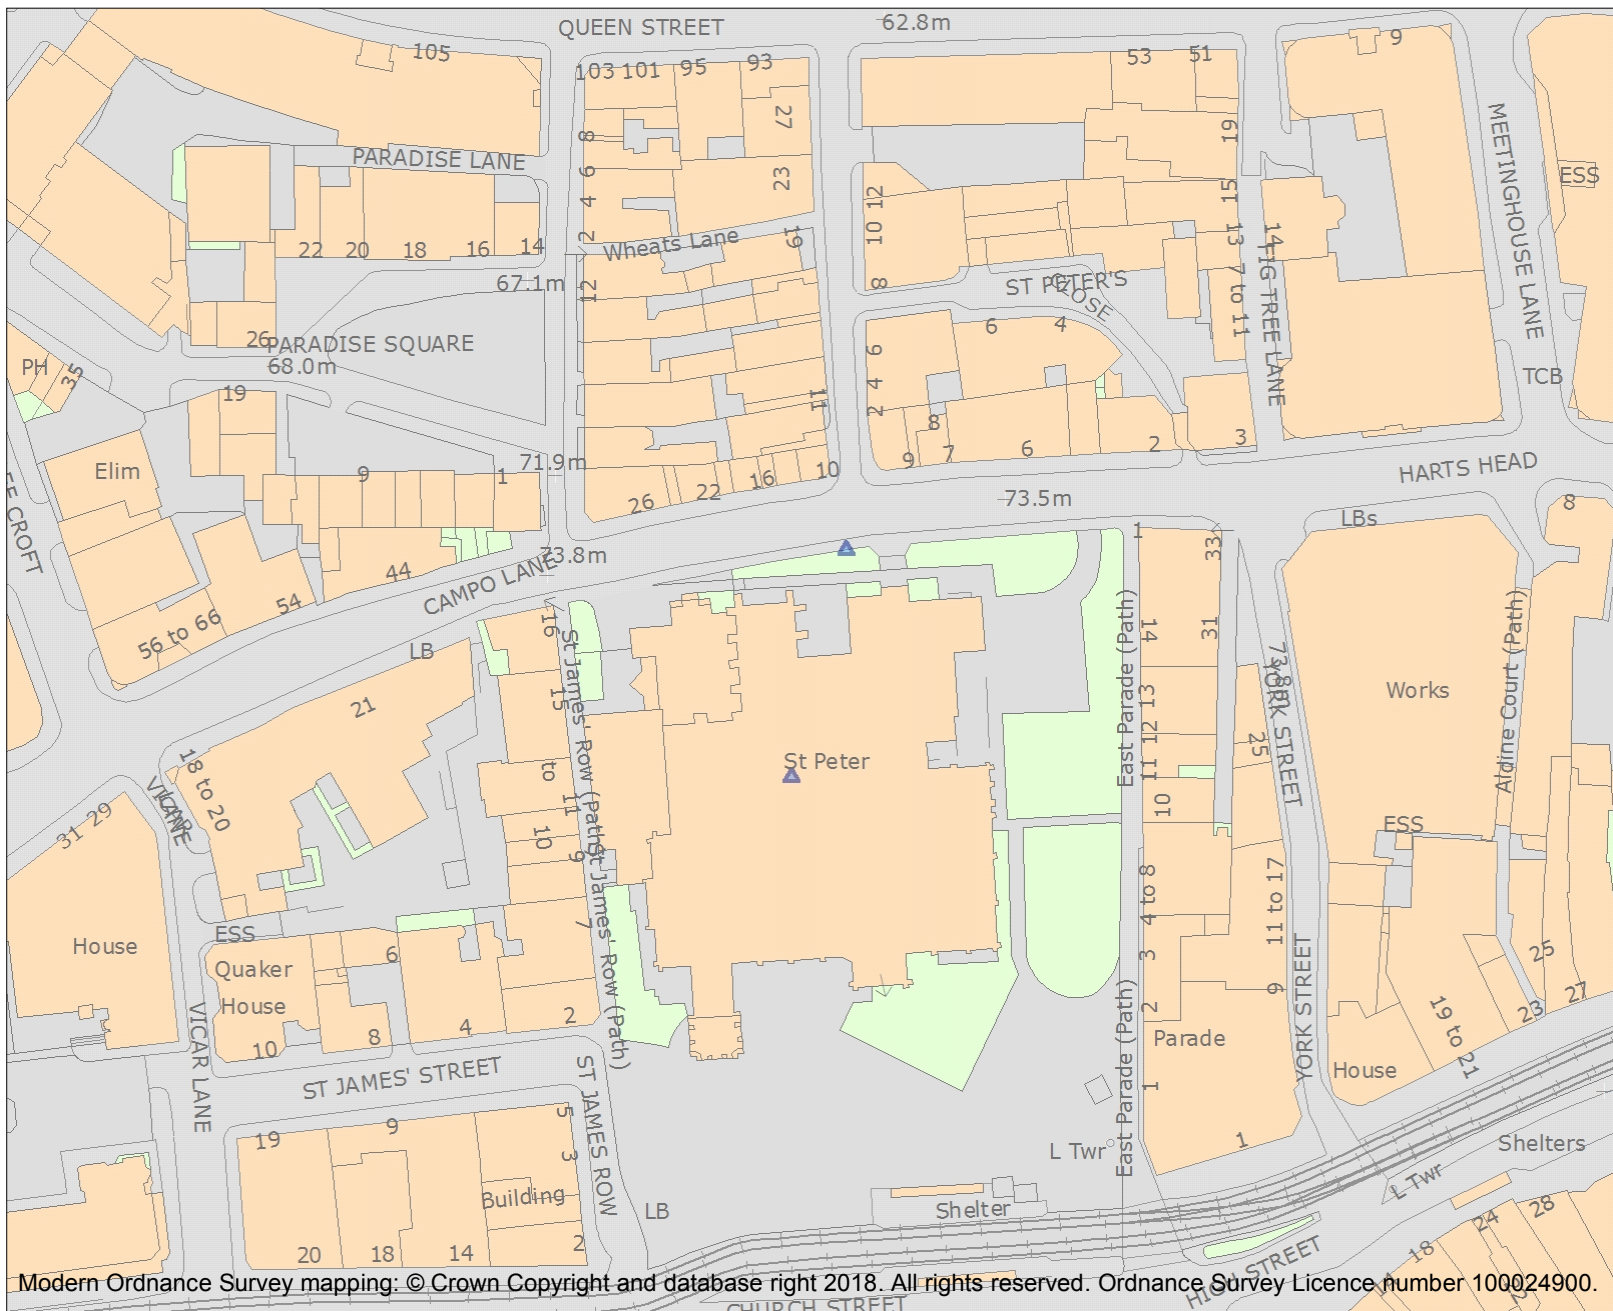 QUEEN STREET
62.8m
105
103 101 95 93
53 51
9
27
8
19
MEETINGHOUSE LANE
PARADISE LANE
6
23
4
12
15
ESS
2
10
13
14
22 20 18 16 14
Wheats Lane
19
67.1m
12
8
ST PETER'S
CLOSE
7 to 11
FIG TREE LANE
26
PARADISE SQUARE
68.0m
6 4
6
4
2
PH
35
TCB
19
11
8
9 7 6 2 3
Elim
9
71.9m
1
26 22 16 10
HARTS HEAD
73.5m
8
LBs
EE CROFT
73.8m
1
33
44
CAMPO LANE
54
56 to 66
LB
16
St James' Row (Path)
East Parade (Path)
14
31
73.8m
YORK STREET
Works
Aldine Court (Path)
21
15
13
12
25
St Peter
18 to 20
to
11
11
10
VICAR
LANE
31 29
10
9
ESS
St James' Row (Path)
4 to 8
11 to 17
7
House
ESS
6
Quaker
House
3
25
YORK STREET
9
27
23
2
19 to 21
2
4
8
10
VICAR LANE
Parade
East Parade (Path)
House
1
ST JAMES' STREET
ST JAMES ROW
5
3
19
9
1
L Twr
Shelters
L Twr
Building
LB
Shelter
24 28
20 18 14 2
18
HIGH STREET
14
12
CHURCH STREET
Modern Ordnance Survey mapping: © Crown Copyright and database right 2018. All rights reserved. Ordnance Survey Licence number 100024900.